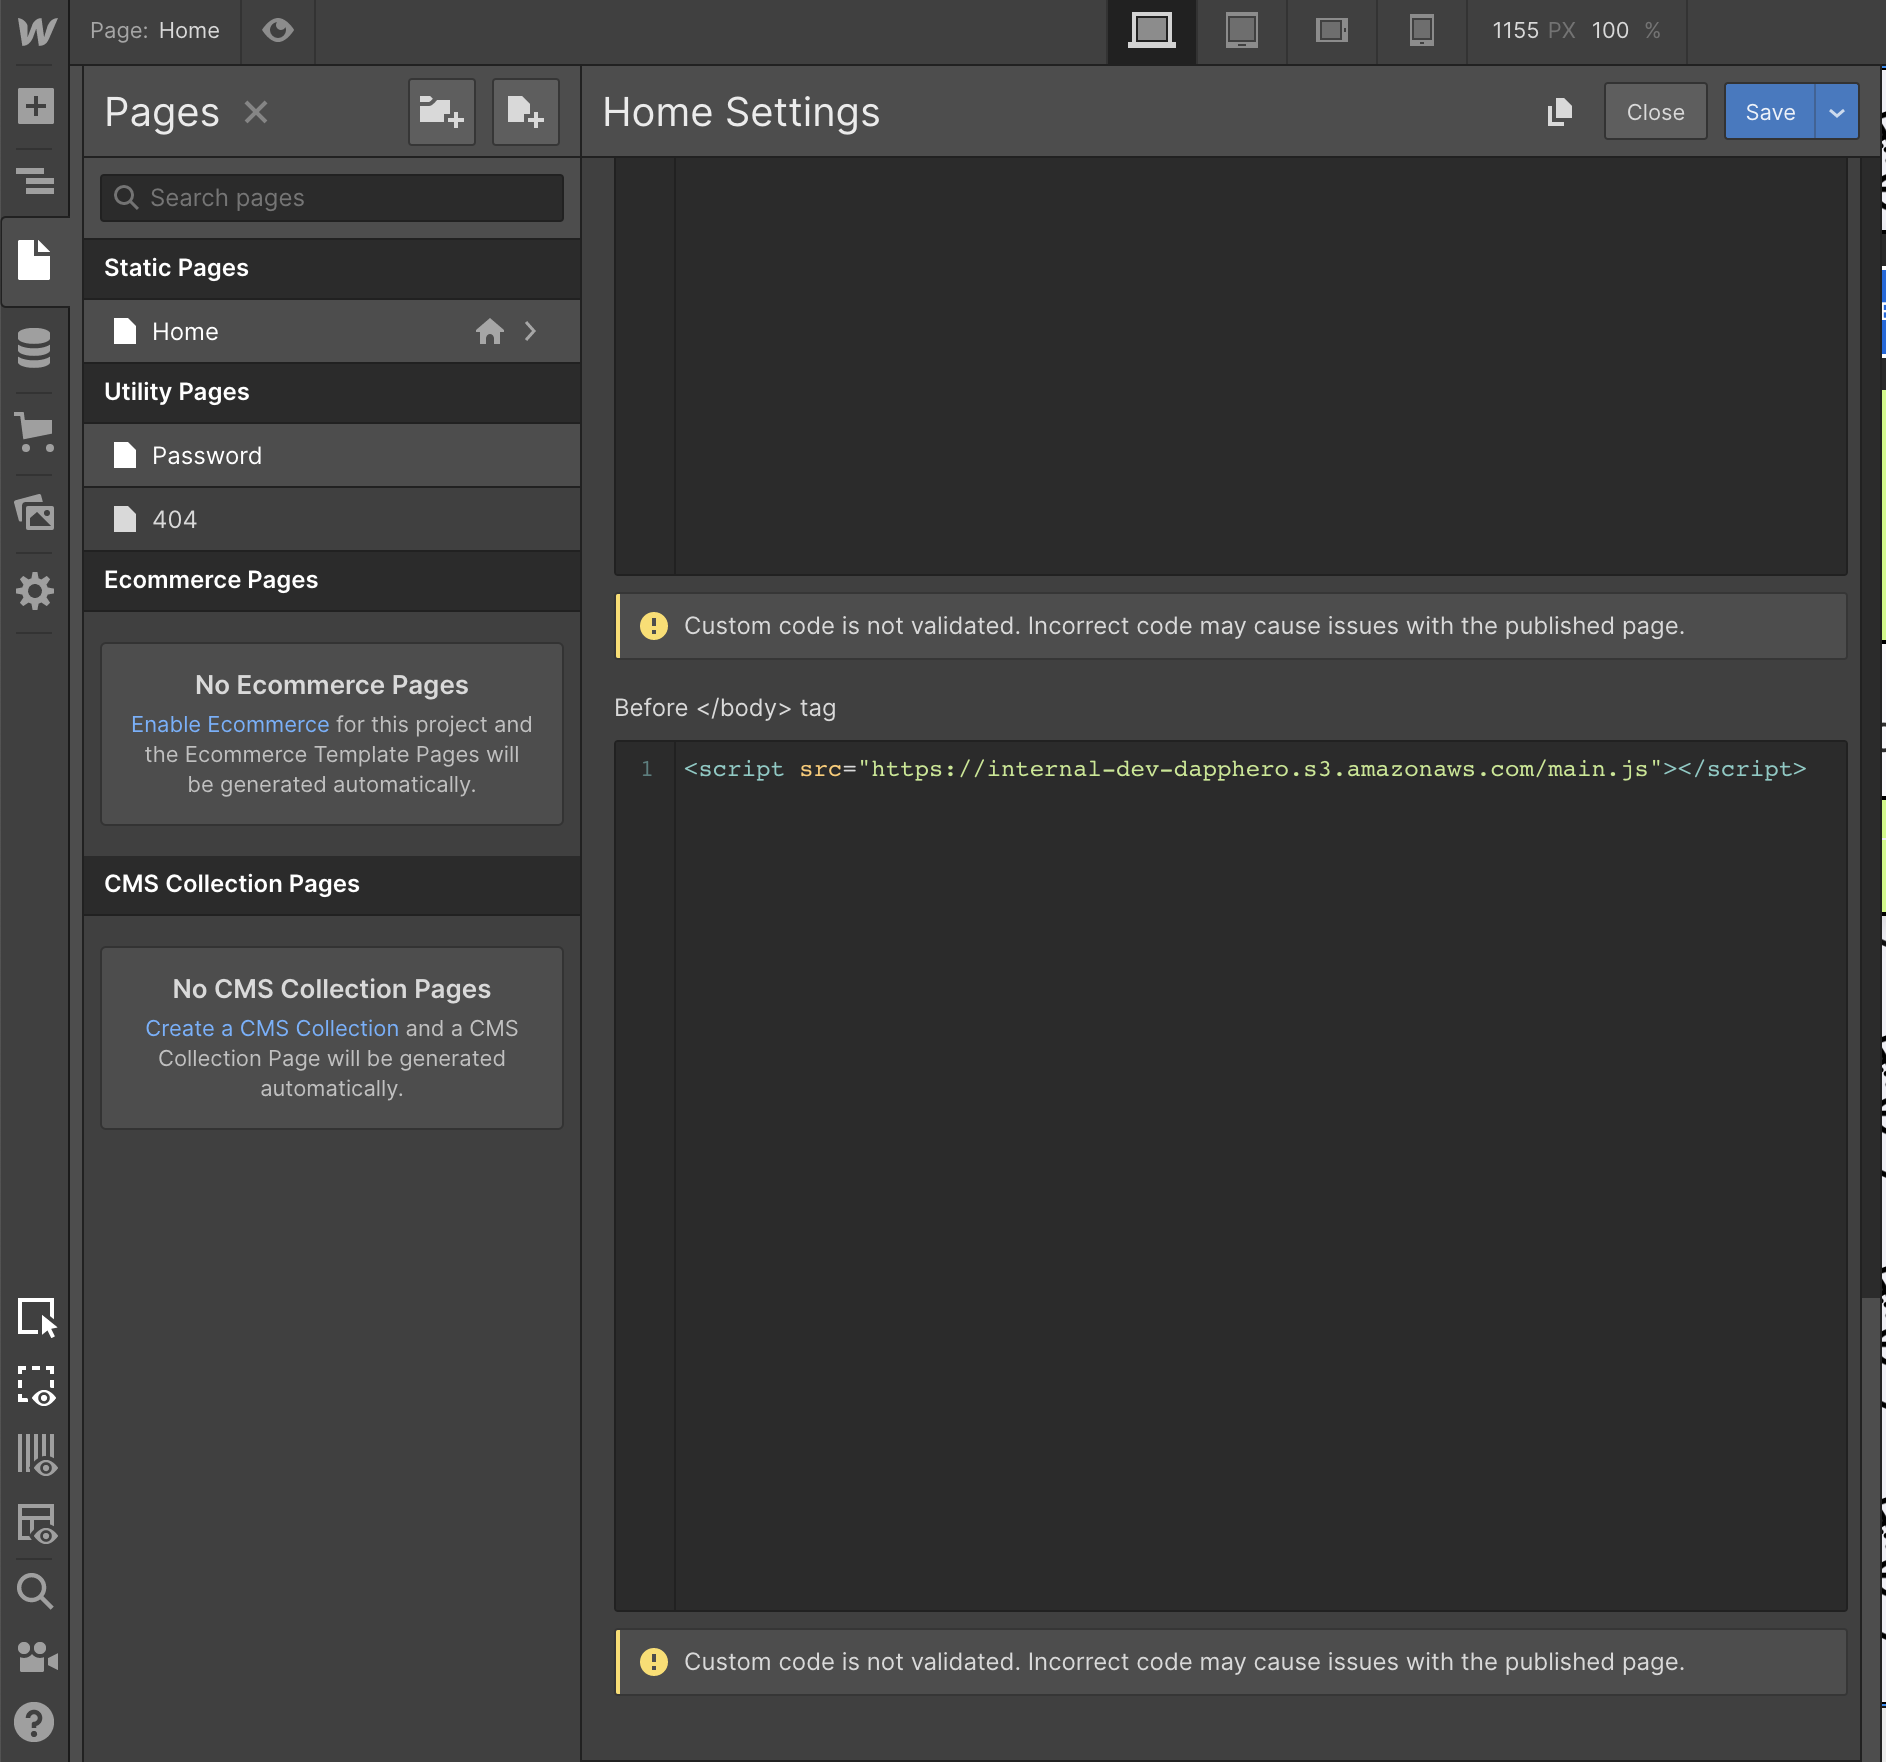 Page: Home
1155 PX 100 %
Pages
Home Settings
Close
Save
Search pages
Static Pages
Home
Utility Pages
Password
404
Ecommerce Pages
No Ecommerce Pages
Enable Ecommerce for this project and
the Ecommerce Template Pages will
be generated automatically.
CMS Collection Pages
No CMS Collection Pages
Create a CMS Collection and a CMS
Collection Page will be generated
automatically.
Custom code is not validated. Incorrect code may cause issues with the published page.
Before </body> tag
1 <script src="https://internal-dev-dapphero.s3.amazonaws.com/main.js"></script>
Custom code is not validated. Incorrect code may cause issues with the published page.